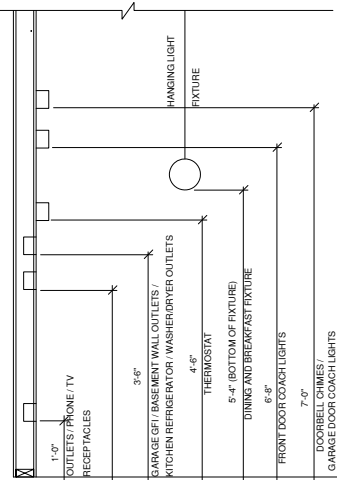 1'-0"
OUTLETS / PHONE / TV
RECEPTACLES
3'-6"
GARAGE GFI / BASEMENT WALL OUTLETS /
KITCHEN REFRIGERATOR / WASHER/DRYER OUTLETS
4'-6"
THERMOSTAT
5'-4" (BOTTOM OF FIXTURE)
DINING AND BREAKFAST FIXTURE
6'-8"
FRONT DOOR COACH LIGHTS
7'-0"
DOORBELL CHIMES /
GARAGE DOOR COACH LIGHTS
HANGING LIGHT
FIXTURE